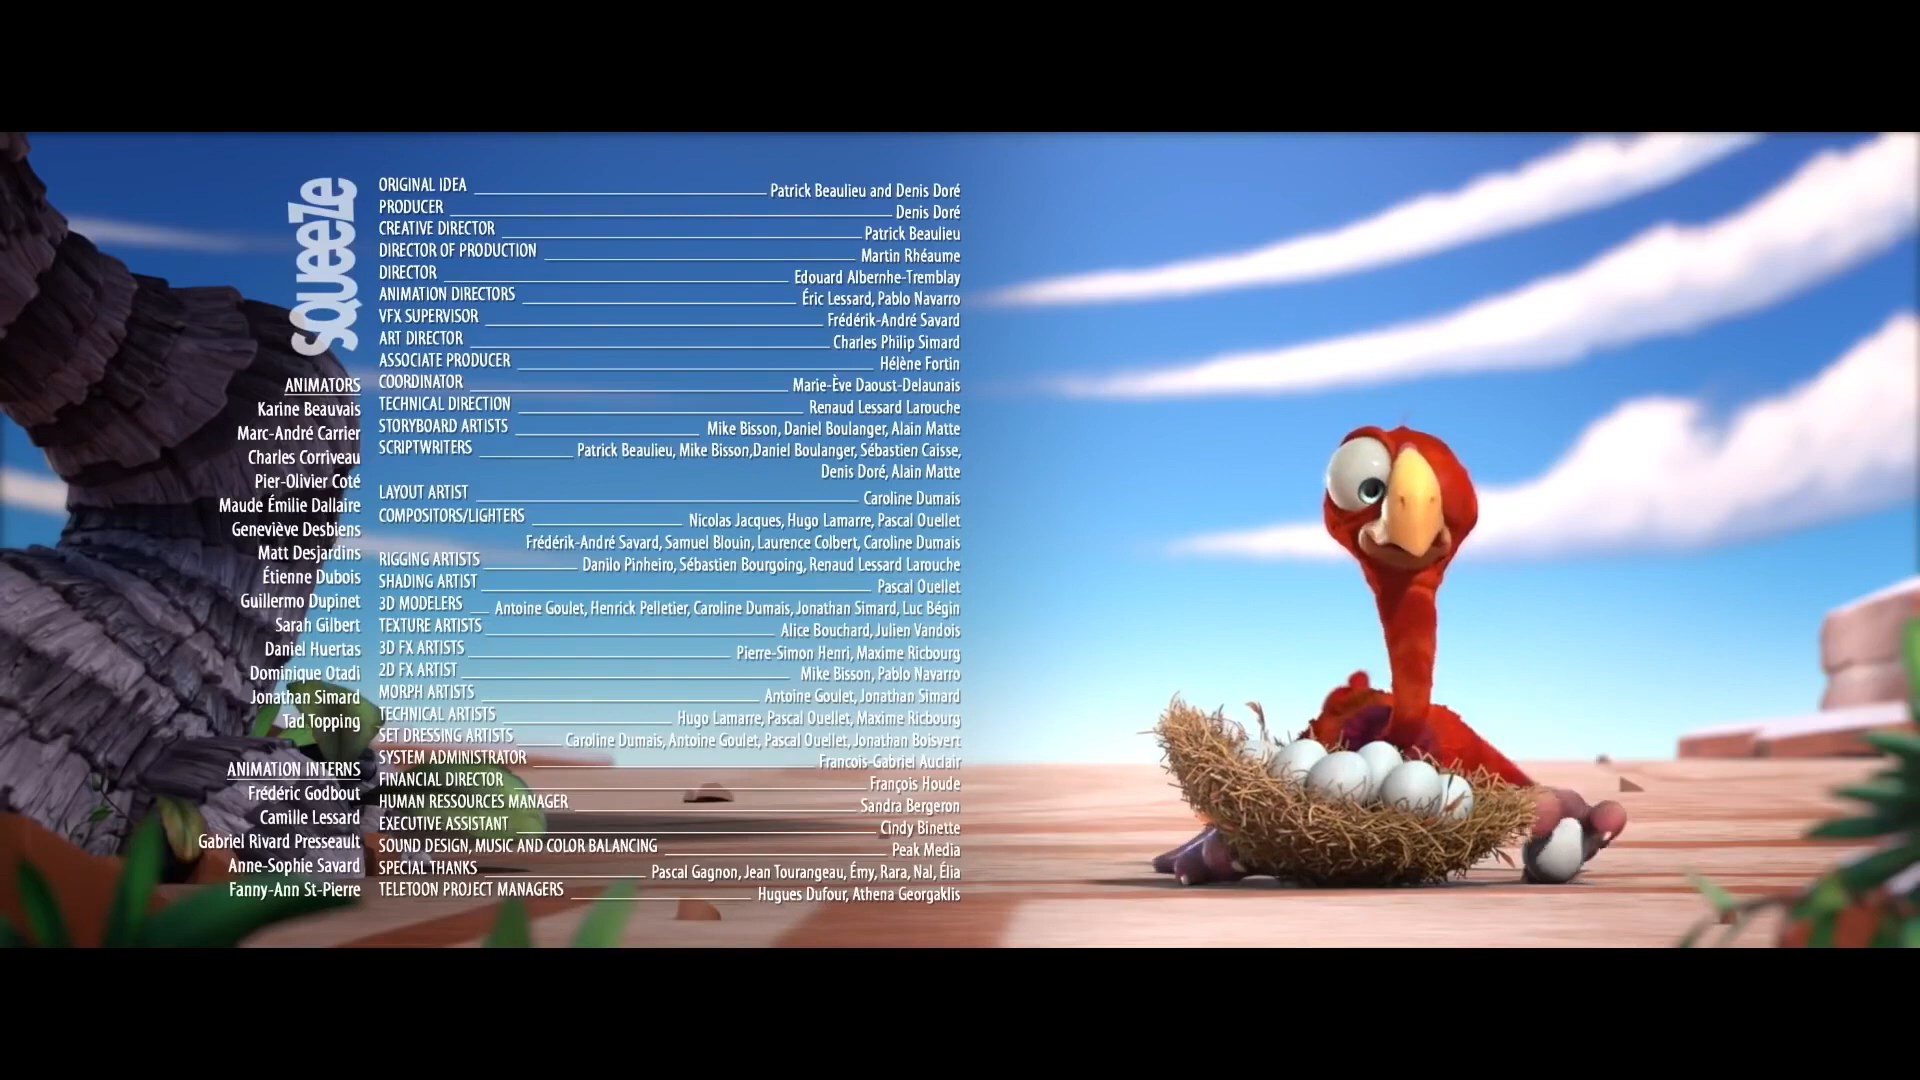 squeeze
ANIMATORS
Karine Beauvais
Marc-André Carrier
Charles Corriveau
Pier-Olivier Coté
Maude Émilie Dallaire
Geneviève Desbiens
Matt Desjardins
Étienne Dubois
Guillermo Dupinet
Sarah Gilbert
Daniel Huertas
Dominique Otadi
Jonathan Simard
Tad Topping
ANIMATION INTERNS
Frédéric Godbout
Camille Lessard
Gabriel Rivard Presseault
Anne-Sophie Savard
Fanny-Ann St-Pierre
ORIGINAL IDEA Patrick Beaulieu and Denis Doré
PRODUCER Denis Doré
CREATIVE DIRECTOR Patrick Beaulieu
DIRECTOR OF PRODUCTION Martin Rhéaume
DIRECTOR Edouard Albernhe-Tremblay
ANIMATION DIRECTORS Éric Lessard, Pablo Navarro
VFX SUPERVISOR Frédérik-André Savard
ART DIRECTOR Charles Philip Simard
ASSOCIATE PRODUCER Hélène Fortin
COORDINATOR Marie-Ève Daoust-Delaunais
TECHNICAL DIRECTION Renaud Lessard Larouche
STORYBOARD ARTISTS Mike Bisson, Daniel Boulanger, Alain Matte
SCRIPTWRITERS Patrick Beaulieu, Mike Bisson,Daniel Boulanger, Sébastien Caisse,
Denis Doré, Alain Matte
LAYOUT ARTIST Caroline Dumais
COMPOSITORS/LIGHTERS Nicolas Jacques, Hugo Lamarre, Pascal Ouellet
Frédérik-André Savard, Samuel Blouin, Laurence Colbert, Caroline Dumais
RIGGING ARTISTS Danilo Pinheiro, Sébastien Bourgoing, Renaud Lessard Larouche
SHADING ARTIST Pascal Ouellet
3D MODELERS Antoine Goulet, Henrick Pelletier, Caroline Dumais, Jonathan Simard, Luc Bégin
TEXTURE ARTISTS Alice Bouchard, Julien Vandois
3D FX ARTISTS Pierre-Simon Henri, Maxime Ricbourg
2D FX ARTIST Mike Bisson, Pablo Navarro
MORPH ARTISTS Antoine Goulet, Jonathan Simard
TECHNICAL ARTISTS Hugo Lamarre, Pascal Ouellet, Maxime Ricbourg
SET DRESSING ARTISTS Caroline Dumais, Antoine Goulet, Pascal Ouellet, Jonathan Boisvert
SYSTEM ADMINISTRATOR Francois-Gabriel Auclair
FINANCIAL DIRECTOR François Houde
HUMAN RESSOURCES MANAGER Sandra Bergeron
EXECUTIVE ASSISTANT Cindy Binette
SOUND DESIGN, MUSIC AND COLOR BALANCING Peak Media
SPECIAL THANKS Pascal Gagnon, Jean Tourangeau, Émy, Rara, Nal, Élia
TELETOON PROJECT MANAGERS Hugues Dufour, Athena Georgaklis